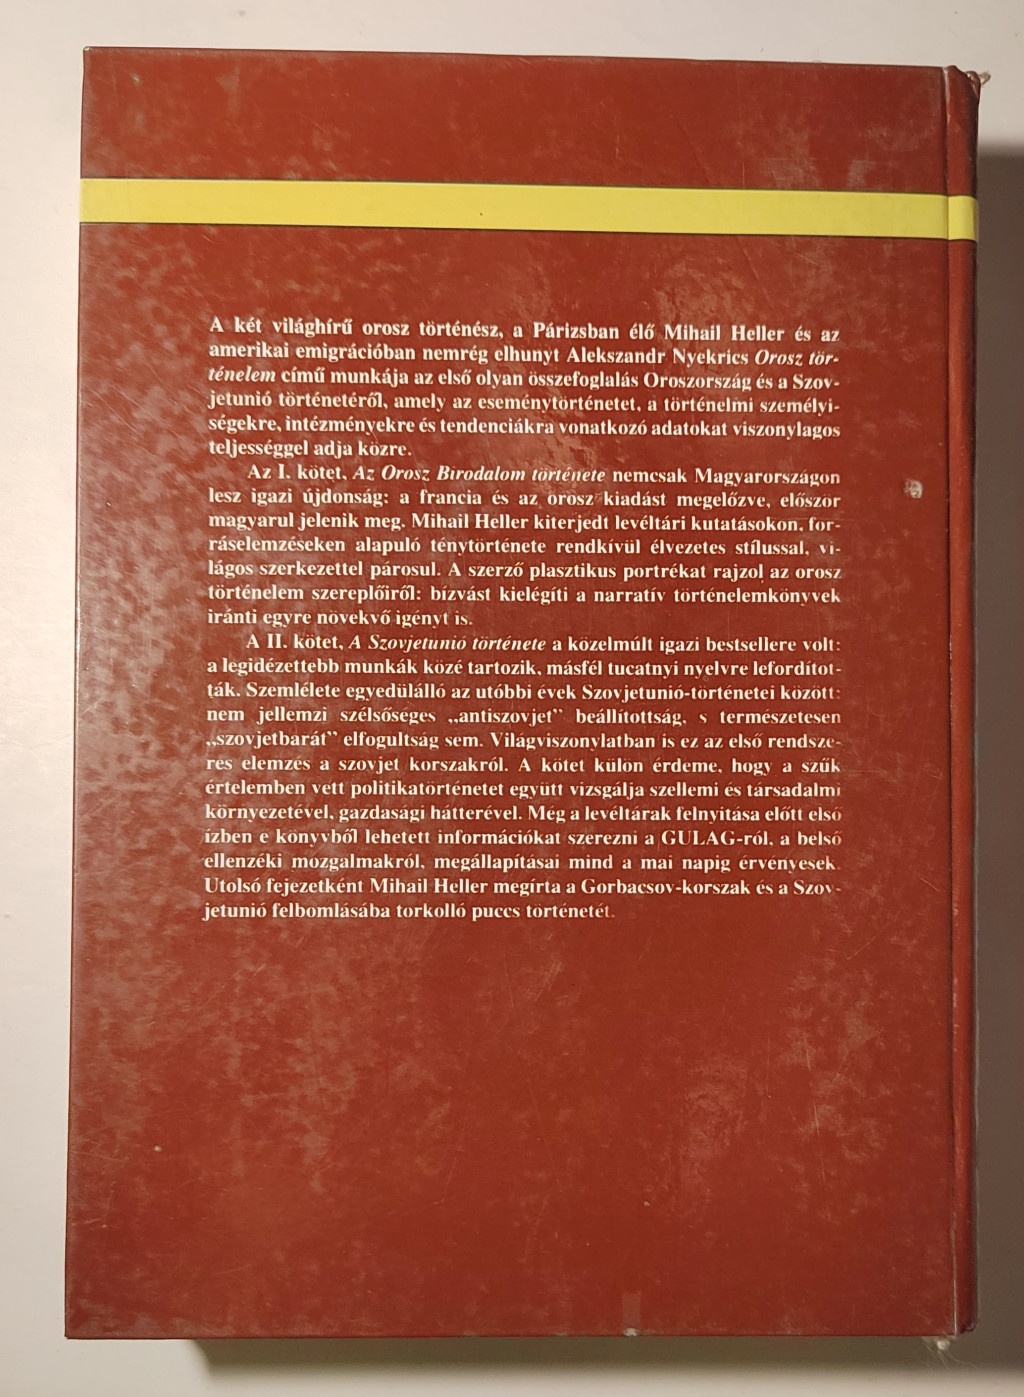 A két világhírű orosz történész, a Párizsban élő Mihail Heller és az
amerikai emigrációban nemrég elhunyt Alekszandr Nyekrics Orosz tör-
ténelem című munkája az első olyan összefoglalás Oroszország és a Szov-
jetunió történetéről, amely az eseménytörténetet, a történelmi személyi-
ségekre, intézményekre és tendenciákra vonatkozó adatokat viszonylagos
teljességgel adja közre.
Az I. kötet, Az Orosz Birodalom története nemcsak Magyarországon
lesz igazi újdonság: a francia és az orosz kiadást megelőzve, először
magyarul jelenik meg. Mihail Heller kiterjedt levéltári kutatásokon, for-
ráselemzéseken alapuló ténytörténete rendkívül élvezetes stílussal, vi-
lágos szerkezettel párosul. A szerző plasztikus portrékat rajzol az orosz
történelem szereplőiről: bízvást kielégíti a narratív történelemkönyvek
iránti egyre növekvő igényt is.
A II. kötet, A Szovjetunió története a közelmúlt igazi bestsellere volt:
a legidézettebb munkák közé tartozik, másfél tucatnyi nyelvre lefordítot-
ták. Szemlélete egyedülálló az utóbbi évek Szovjetunió-történetei között:
nem jellemzi szélsőséges „antiszovjet” beállítottság, s természetesen
„szovjetbarát” elfogultság sem. Világviszonylatban is ez az első rendsze-
res elemzés a szovjet korszakról. A kötet külön érdeme, hogy a szűk
értelemben vett politikatörténetet együtt vizsgálja szellemi és társadalmi
környezetével, gazdasági hátterével. Még a levéltárak felnyitása előtt első
ízben e könyvből lehetett információkat szerezni a GULAG-ról, a belső
ellenzéki mozgalmakról, megállapításai mind a mai napig érvényesek.
Utolsó fejezetként Mihail Heller megírta a Gorbacsov-korszak és a Szov-
jetunió felbomlásába torkolló puccs történetét.